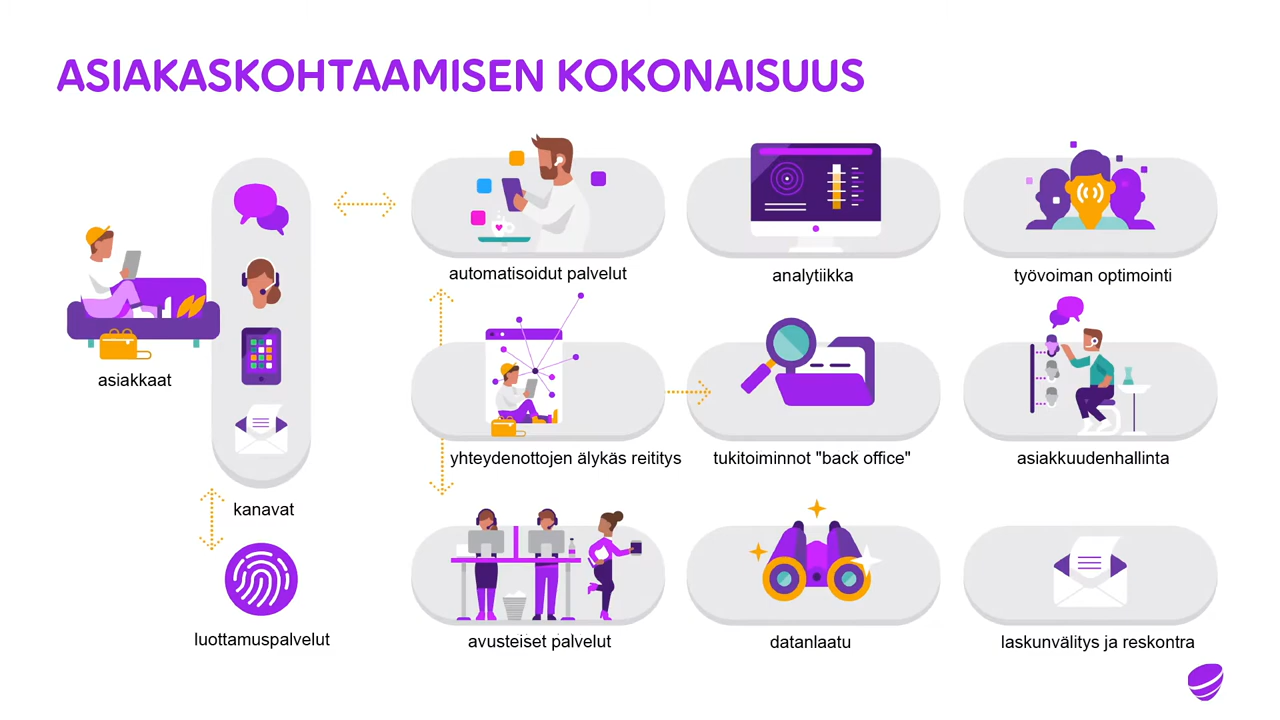 ASIAKASKOHTAAMISEN KOKONAISUUS
automatisoidut palvelut
analytiikka
työvoiman optimointi
asiakkaat
yhteydenottojen älykäs reititys
tukitoiminnot "back office"
asiakkuudenhallinta
kanavat
luottamuspalvelut
avusteiset palvelut
datanlaatu
laskunvälitys ja reskontra